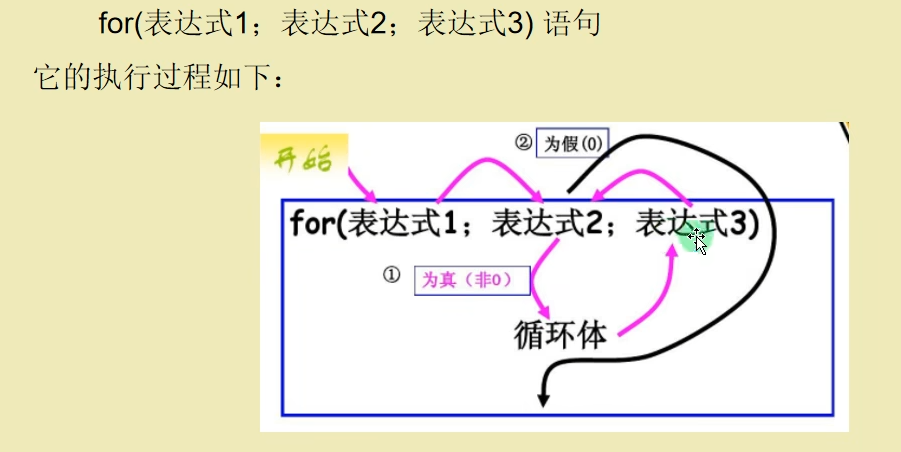 for(表达式1；表达式2；表达式3) 语句
它的执行过程如下：
② 为假(0)
开始
for(表达式1；表达式2；表达式3)
① 为真（非0）
循环体